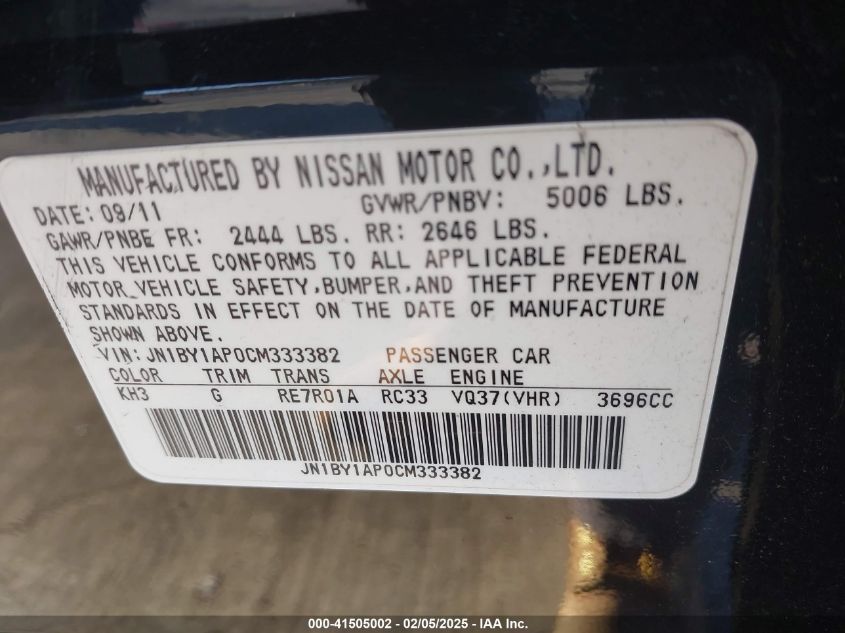 MANUFACTURED BY NISSAN MOTOR CO.,LTD.
DATE: 09/11 GVWR/PNBV: 5006 LBS.
GAWR/PNBE FR: 2444 LBS. RR: 2646 LBS.
THIS VEHICLE CONFORMS TO ALL APPLICABLE FEDERAL
MOTOR VEHICLE SAFETY,BUMPER,AND THEFT PREVENTION
STANDARDS IN EFFECT ON THE DATE OF MANUFACTURE
SHOWN ABOVE.
VIN: JN1BY1AP0CM333382 PASSENGER CAR
COLOR TRIM TRANS AXLE ENGINE
KH3 G RE7R01A RC33 VQ37(VHR) 3696CC
JN1BY1AP0CM333382
000-41505002 - 02/05/2025 - IAA Inc.